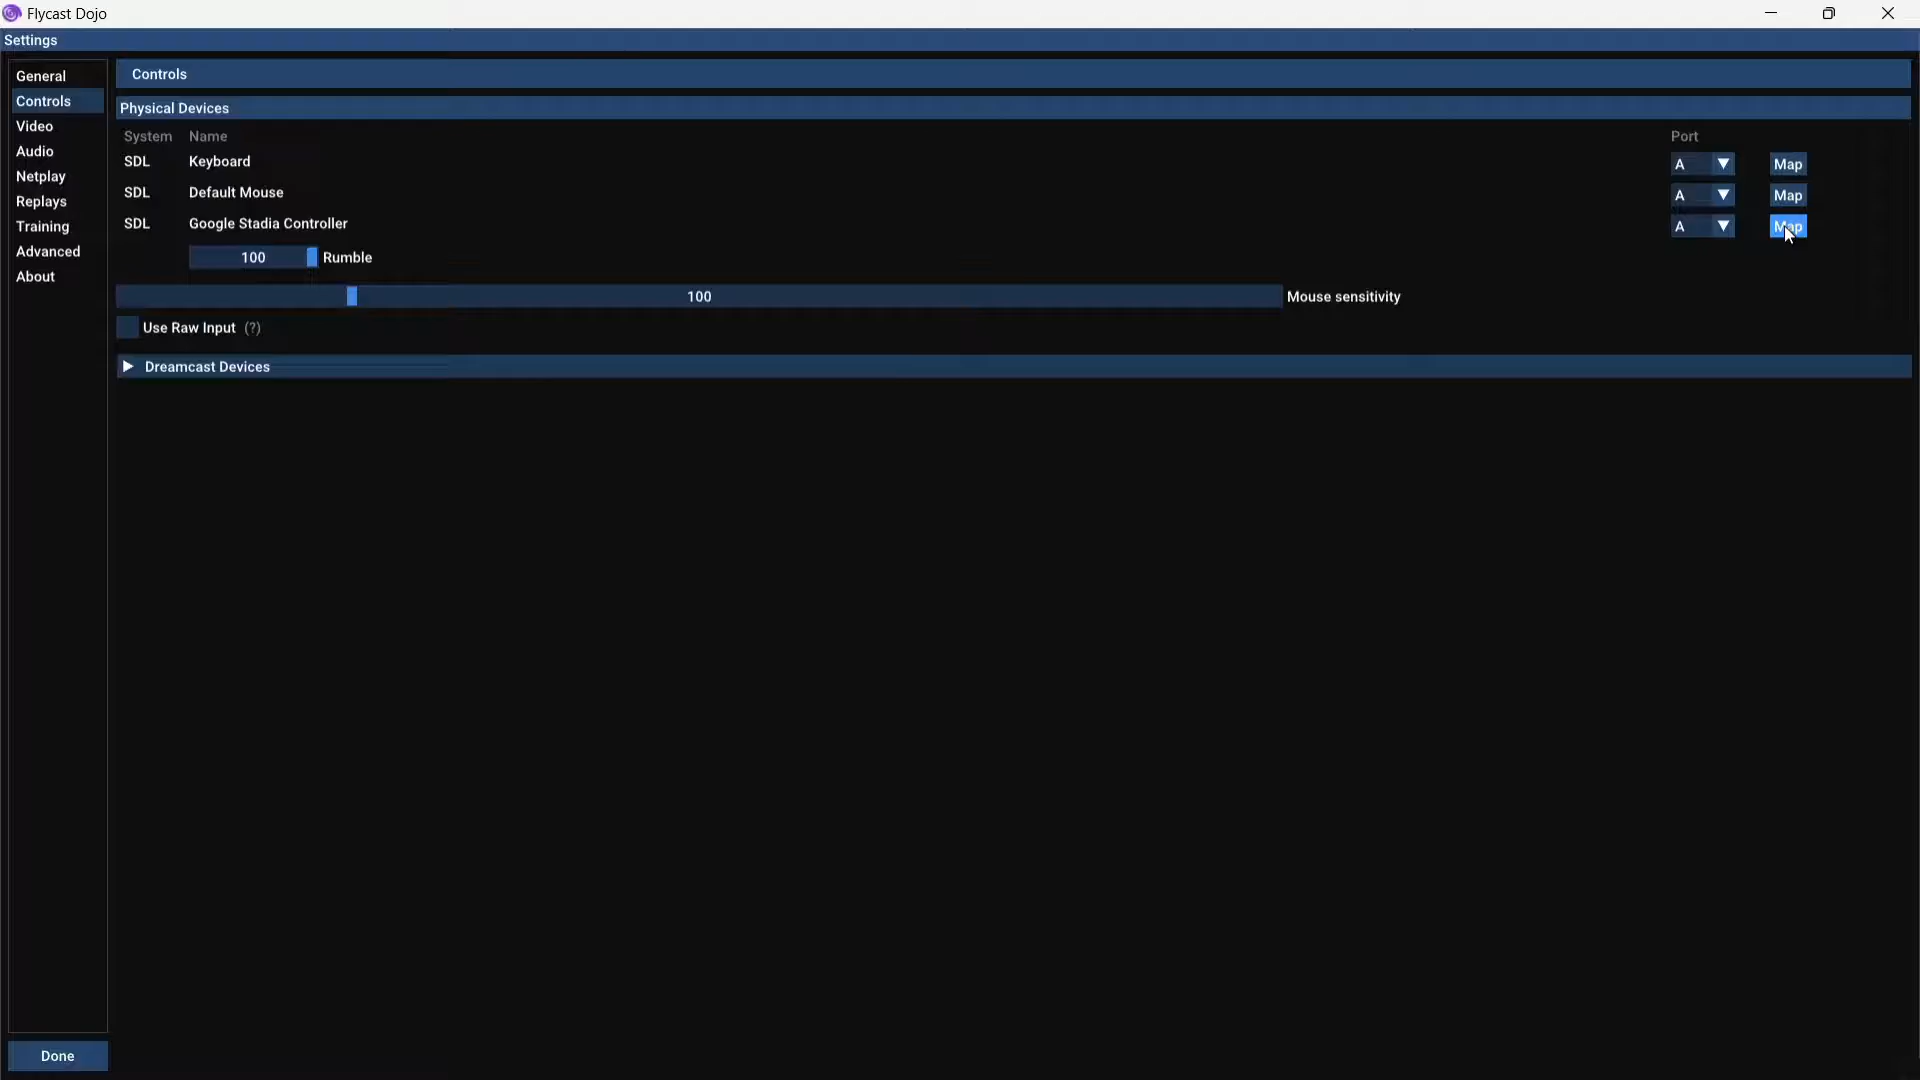 Flycast Dojo
Settings
General
Controls
Video
Audio
Netplay
Replays
Training
Advanced
About
Controls
Physical Devices
System Name Port
SDL Keyboard A Map
SDL Default Mouse A Map
SDL Google Stadia Controller A Map
100 Rumble
100 Mouse sensitivity
Use Raw Input (?)
Dreamcast Devices
Done